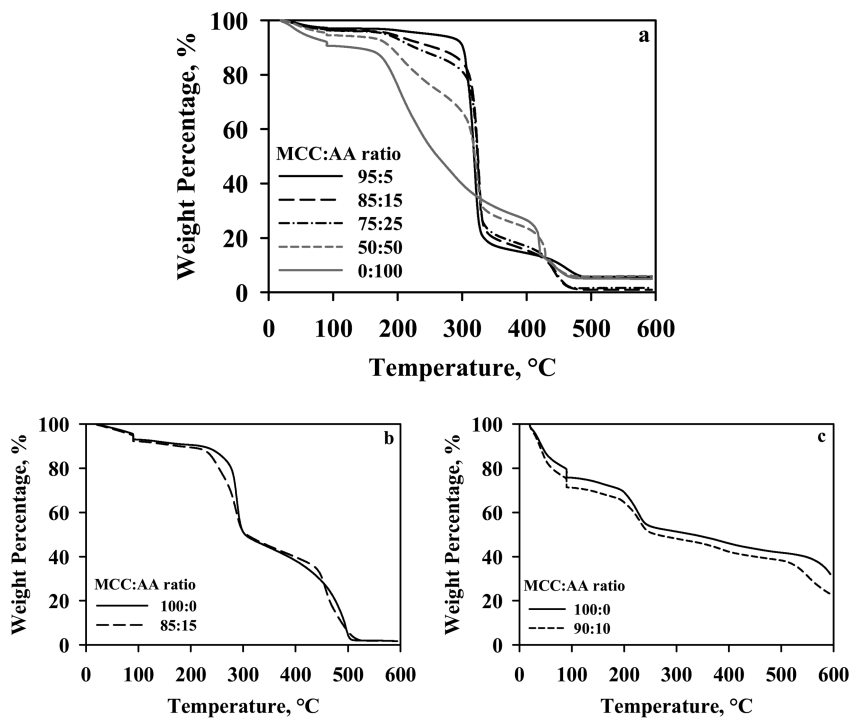 a
Weight Percentage, %
100
80
60
40
20
0
MCC:AA ratio
95:5
85:15
75:25
50:50
0:100
0 100 200 300 400 500 600
Temperature, °C
b
Weight Percentage, %
100
80
60
40
20
0
MCC:AA ratio
100:0
85:15
0 100 200 300 400 500 600
Temperature, °C
c
Weight Percentage, %
100
80
60
40
20
0
MCC:AA ratio
100:0
90:10
0 100 200 300 400 500 600
Temperature, °C